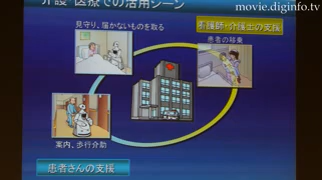 介護・医療での活用シーン
movie.diginfo.tv
見守り、届かないものを取る
看護師・介護士の支援
患者の移乗
案内、歩行介助
患者さんの支援